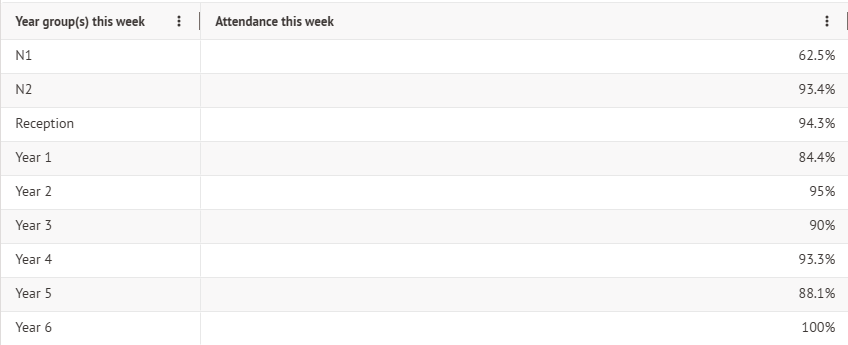 Year group(s) this week Attendance this week
N1 62.5%
N2 93.4%
Reception 94.3%
Year 1 84.4%
Year 2 95%
Year 3 90%
Year 4 93.3%
Year 5 88.1%
Year 6 100%